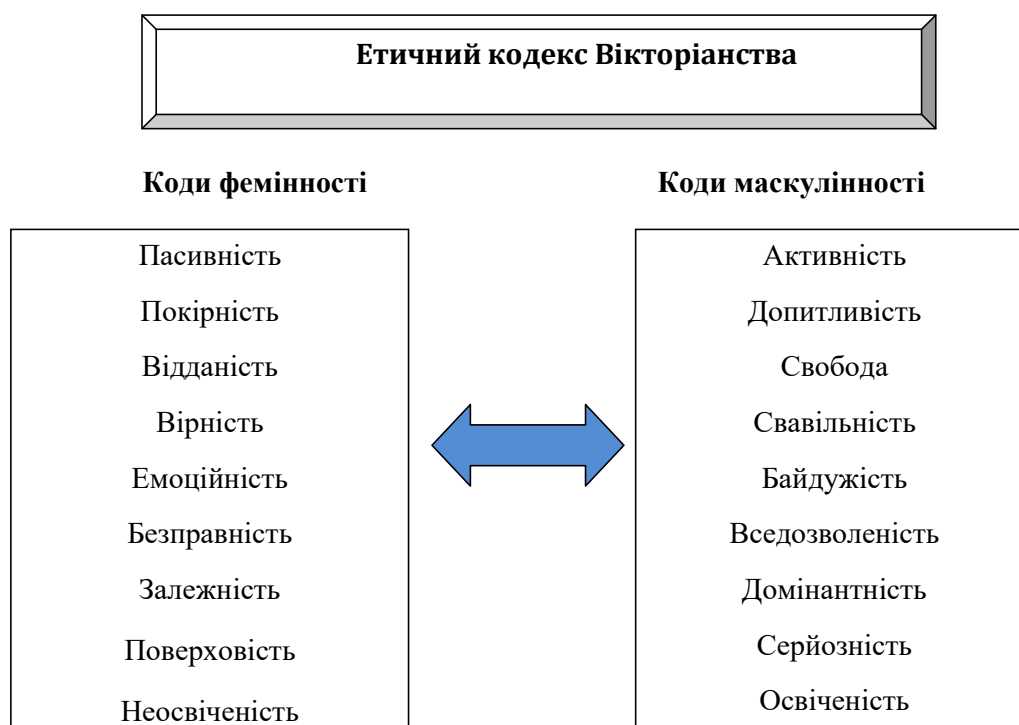 Етичний кодекс Вікторіанства
Коди фемінності
Коди маскулінності
Пасивність
Покірність
Відданість
Вірність
Емоційність
Безправність
Залежність
Поверховість
Неосвіченість
Активність
Допитливість
Свобода
Свавільність
Байдужість
Вседозволеність
Домінантність
Серйозність
Освіченість